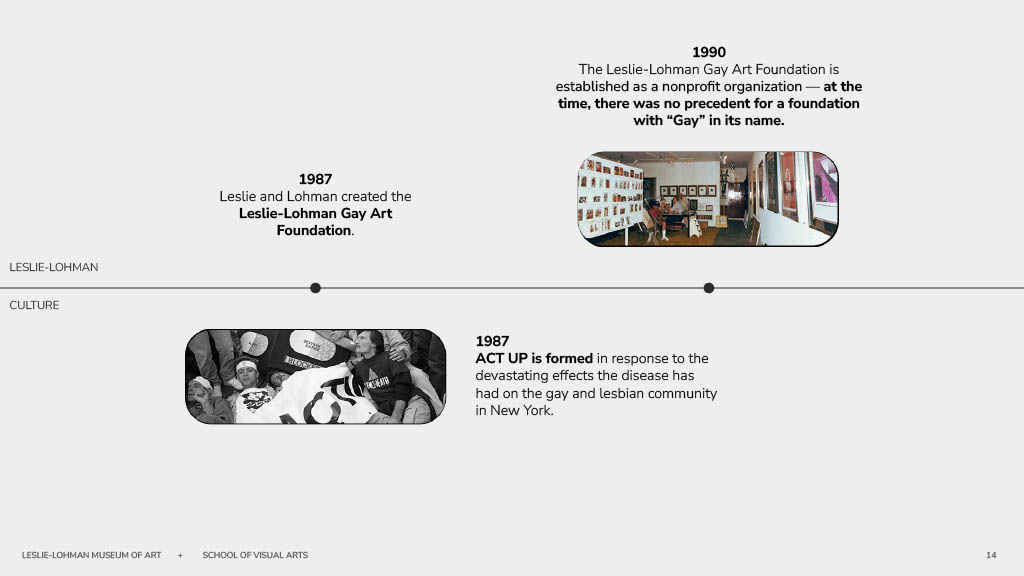 1990
The Leslie-Lohman Gay Art Foundation is
established as a nonprofit organization — at the
time, there was no precedent for a foundation
with “Gay” in its name.
1987
Leslie and Lohman created the
Leslie-Lohman Gay Art
Foundation.
LESLIE-LOHMAN
CULTURE
1987
ACT UP is formed in response to the
devastating effects the disease has
had on the gay and lesbian community
in New York.
LESLIE-LOHMAN MUSEUM OF ART + SCHOOL OF VISUAL ARTS
14